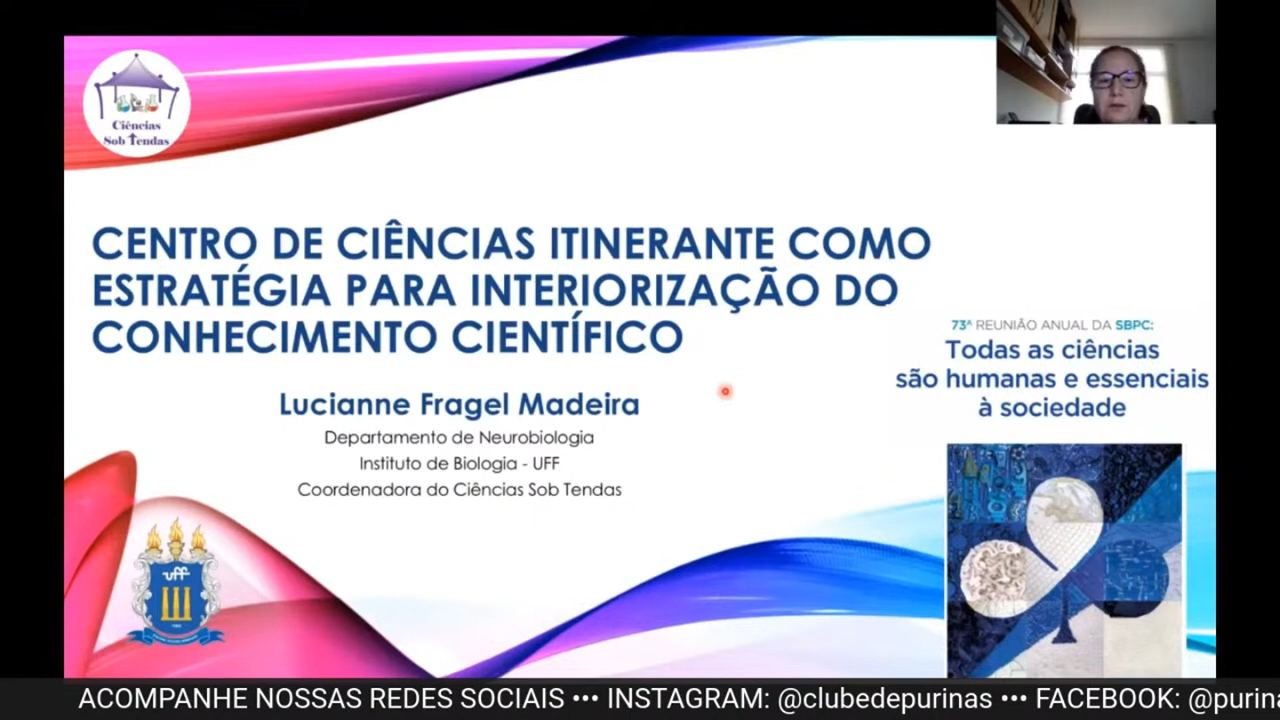 Ciências
Sob Tendas
CENTRO DE CIÊNCIAS ITINERANTE COMO
ESTRATÉGIA PARA INTERIORIZAÇÃO DO
CONHECIMENTO CIENTÍFICO
Lucianne Fragel Madeira
Departamento de Neurobiologia
Instituto de Biologia - UFF
Coordenadora do Ciências Sob Tendas
73ª REUNIÃO ANUAL DA SBPC:
Todas as ciências
são humanas e essenciais
à sociedade
uff
ACOMPANHE NOSSAS REDES SOCIAIS ••• INSTAGRAM: @clubedepurinas ••• FACEBOOK: @purin